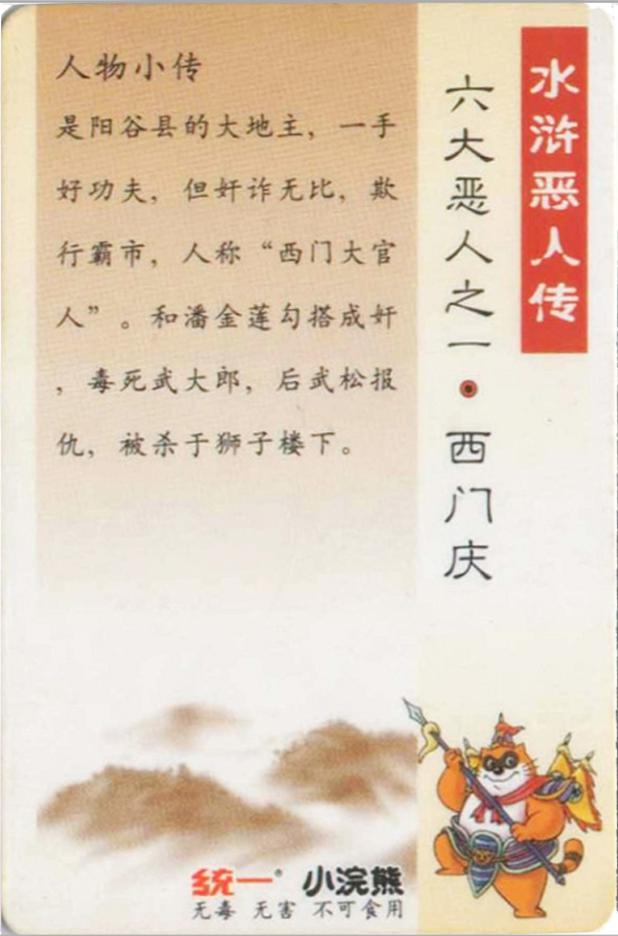 水浒恶人传
六大恶人之一·西门庆
人物小传
是阳谷县的大地主，一手
好功夫，但奸诈无比，欺
行霸市，人称“西门大官
人”。和潘金莲勾搭成奸
，毒死武大郎，后武松报
仇，被杀于狮子楼下。
统一® 小浣熊
无毒 无害 不可食用